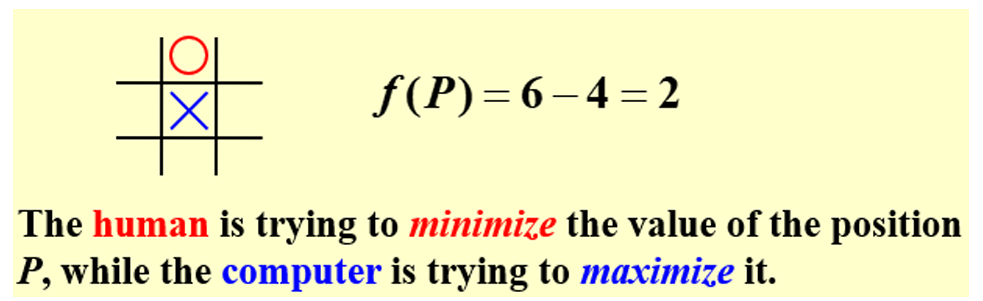 f(P) = 6 – 4 = 2
The human is trying to minimize the value of the position
P, while the computer is trying to maximize it.